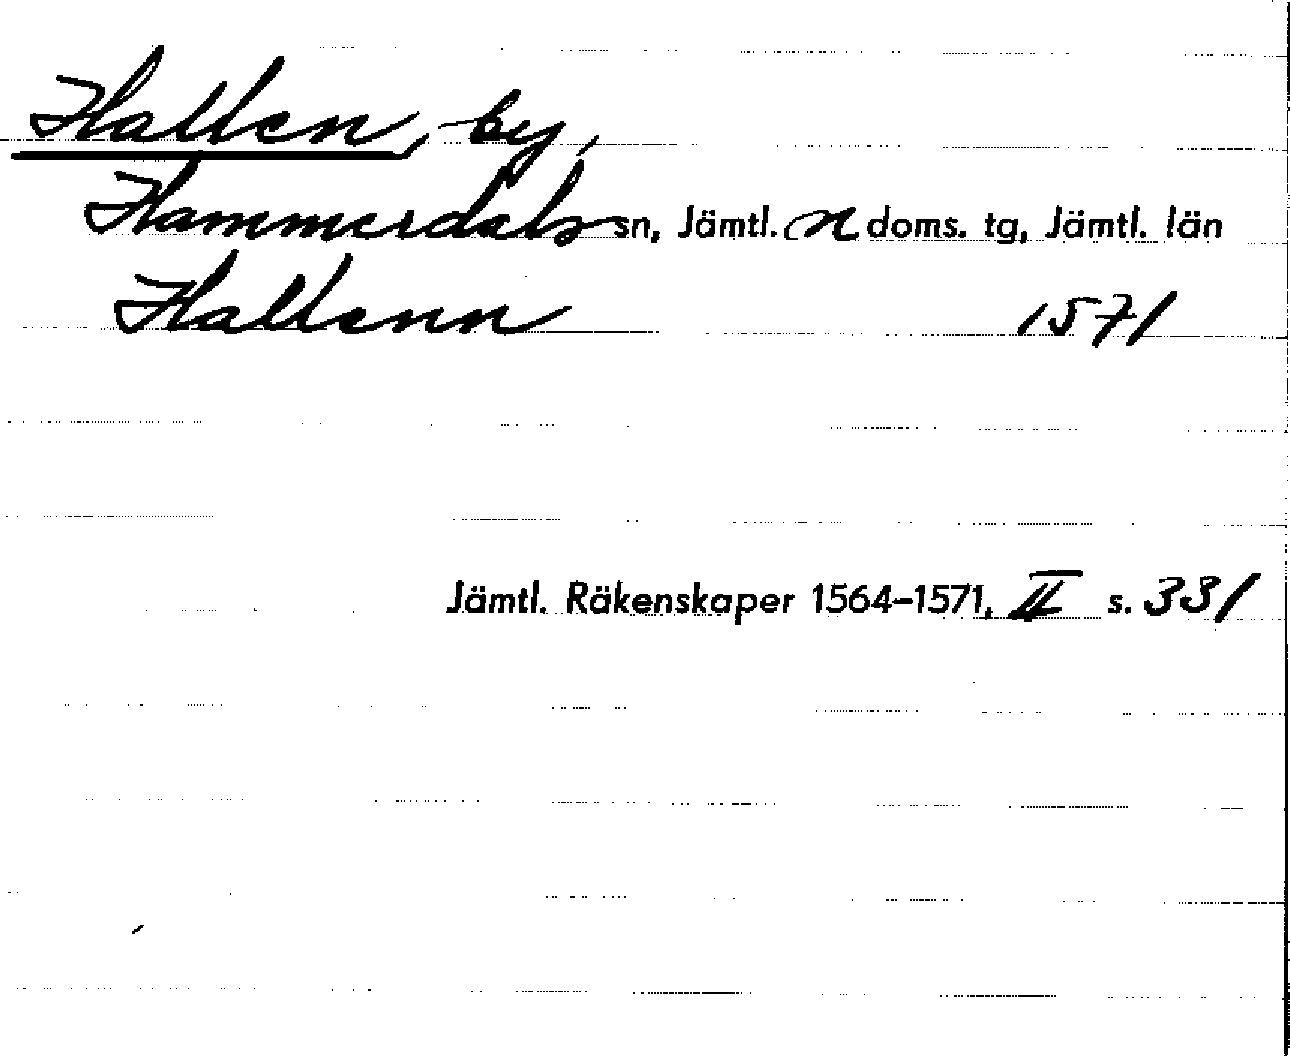 Hallen, by,
Hammerdals sn, Jämtl. n doms. tg, Jämtl. län
Hallenn 1571
Jämtl. Räkenskaper 1564-1571, II s. 331